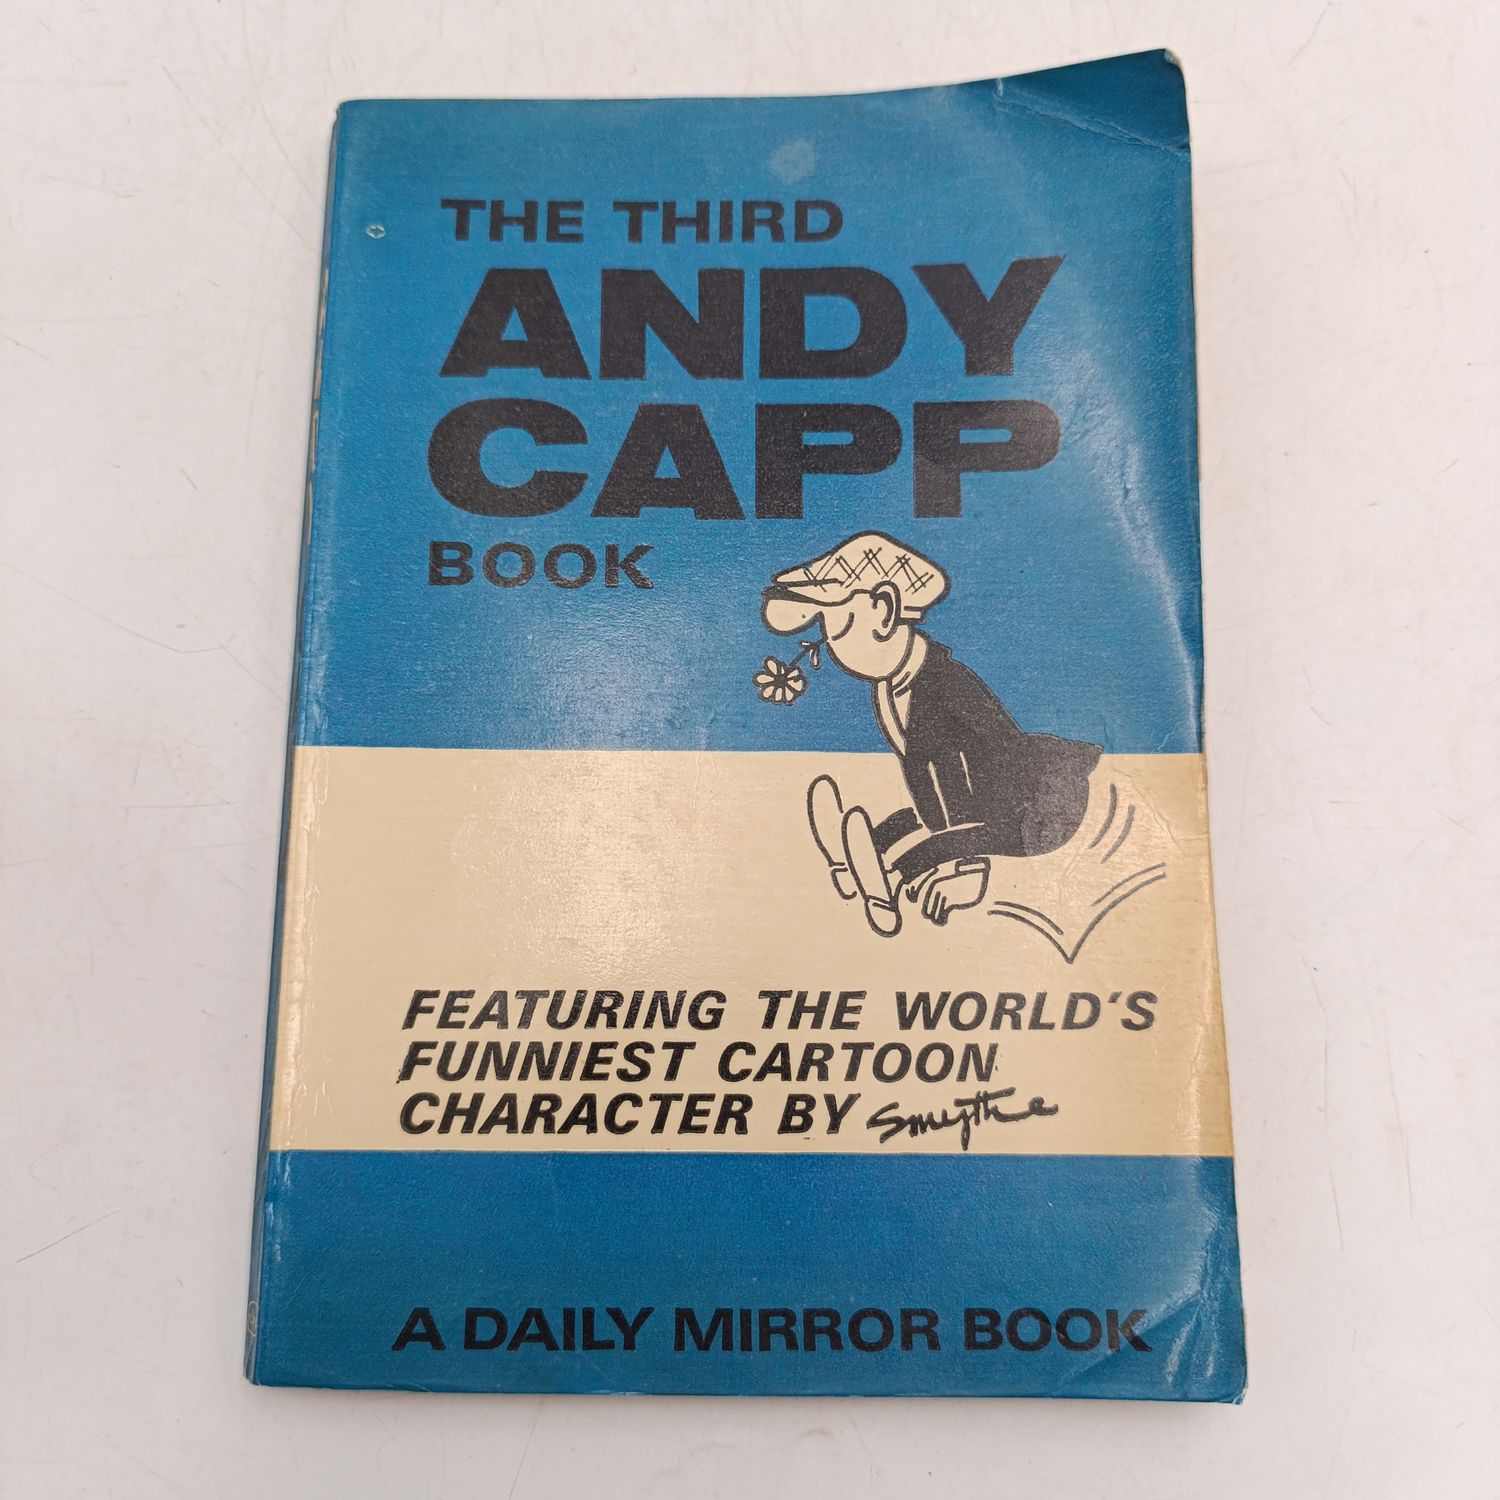 THE THIRD
ANDY
CAPP
BOOK
FEATURING THE WORLD'S
FUNNIEST CARTOON
CHARACTER BY Smythe
A DAILY MIRROR BOOK